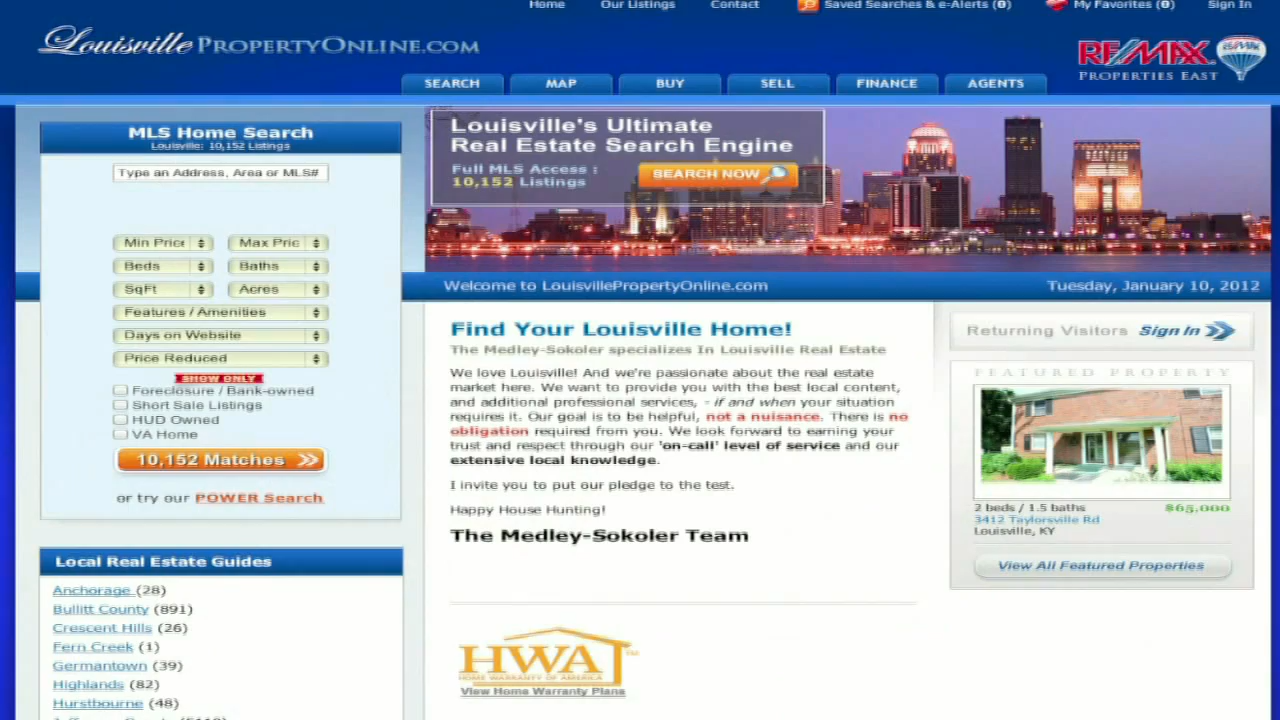 Home Our Listings Contact Saved Searches & e-Alerts (0) My Favorites (0) Sign In
Louisville PROPERTYONLINE.COM
RE/MAX
PROPERTIES EAST
SEARCH MAP BUY SELL FINANCE AGENTS
MLS Home Search
Louisville: 10,152 Listings
Type an Address, Area or MLS#
Min Price Max Pric
Beds Baths
SqFt Acres
Features / Amenities
Days on Website
Price Reduced
SHOW ONLY
Foreclosure / Bank-owned
Short Sale Listings
HUD Owned
VA Home
10,152 Matches
or try our POWER Search
Local Real Estate Guides
Anchorage (28)
Bullitt County (891)
Crescent Hills (26)
Fern Creek (1)
Germantown (39)
Highlands (82)
Hurstbourne (48)
Louisville's Ultimate
Real Estate Search Engine
Full MLS Access :
10,152 Listings
SEARCH NOW
Welcome to LouisvillePropertyOnline.com
Tuesday, January 10, 2012
Find Your Louisville Home!
The Medley-Sokoler specializes In Louisville Real Estate
We love Louisville! And we're passionate about the real estate
market here. We want to provide you with the best local content,
and additional professional services, - if and when your situation
requires it. Our goal is to be helpful, not a nuisance. There is no
obligation required from you. We look forward to earning your
trust and respect through our 'on-call' level of service and our
extensive local knowledge.
I invite you to put our pledge to the test.
Happy House Hunting!
The Medley-Sokoler Team
HWA TM
HOME WARRANTY OF AMERICA
View Home Warranty Plans
Returning Visitors Sign In
FEATURED PROPERTY
2 beds / 1.5 baths $65,000
3412 Taylorsville Rd
Louisville, KY
View All Featured Properties